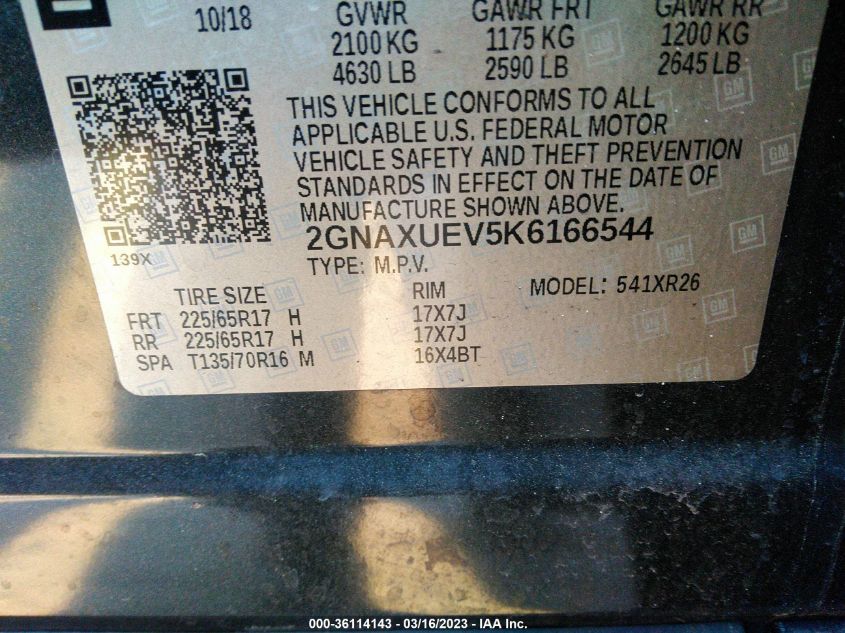 10/18 GVWR GAWR FRT GAWR RR
2100 KG 1175 KG 1200 KG
4630 LB 2590 LB 2645 LB
THIS VEHICLE CONFORMS TO ALL
APPLICABLE U.S. FEDERAL MOTOR
VEHICLE SAFETY AND THEFT PREVENTION
STANDARDS IN EFFECT ON THE DATE OF
MANUFACTURE SHOWN ABOVE.
2GNAXUEV5K6166544
139X
TYPE: M.P.V.
TIRE SIZE RIM MODEL: 541XR26
FRT 225/65R17 H 17X7J
RR 225/65R17 H 17X7J
SPA T135/70R16 M 16X4BT
000-36114143 - 03/16/2023 - IAA Inc.